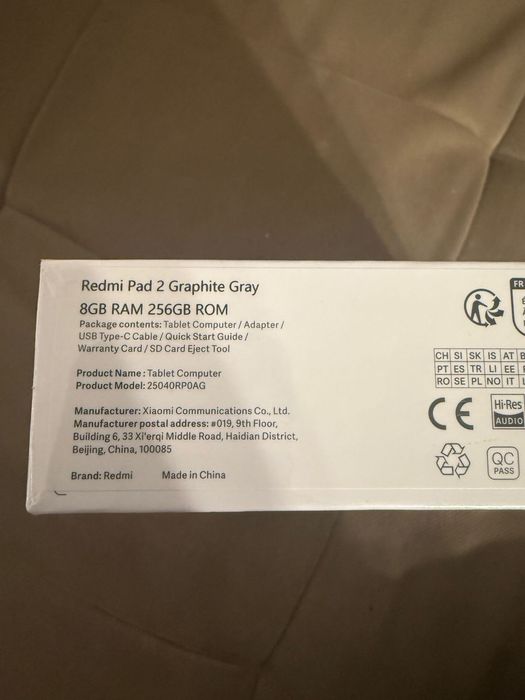 Redmi Pad 2 Graphite Gray
8GB RAM 256GB ROM
Package contents: Tablet Computer / Adapter /
USB Type-C Cable / Quick Start Guide /
Warranty Card / SD Card Eject Tool
Product Name : Tablet Computer
Product Model: 25040RP0AG
Manufacturer: Xiaomi Communications Co., Ltd.
Manufacturer postal address: #019, 9th Floor,
Building 6, 33 Xi'erqi Middle Road, Haidian District,
Beijing, China, 100085
Brand: Redmi Made in China
FR
CH SI SK IS AT
PT ES TR LI EE
RO SE PL NO IT
CE
Hi-Res
AUDIO
QC
PASS